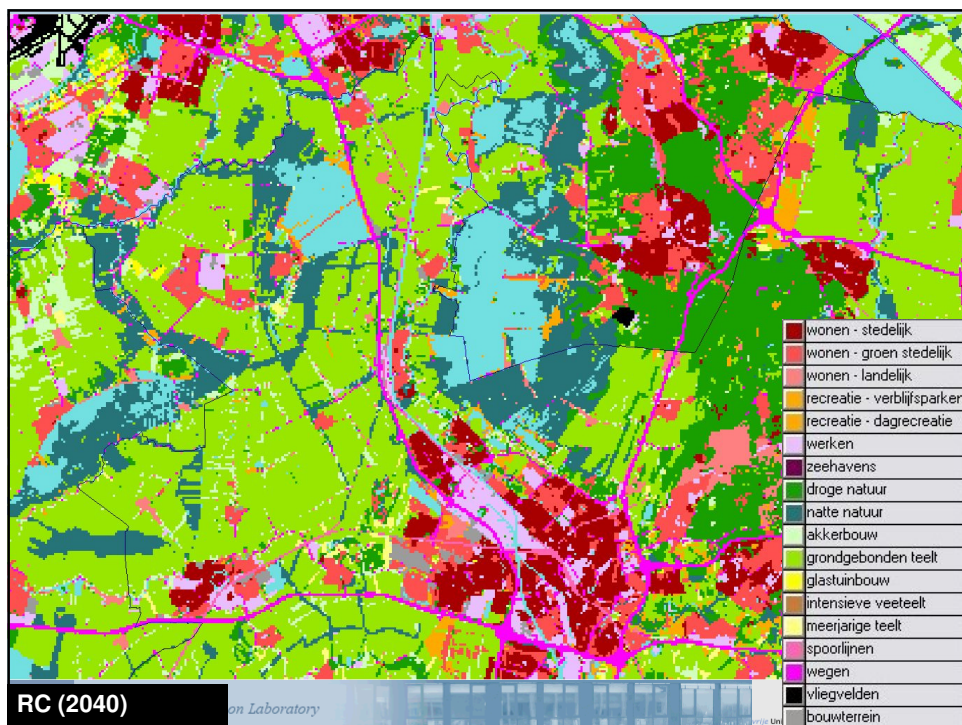 wonen - stedelijk
wonen - groen stedelijk
wonen - landelijk
recreatie - verblijfsparken
recreatie - dagrecreatie
werken
zeehavens
droge natuur
natte natuur
akkerbouw
grondgebonden teelt
glastuinbouw
intensieve veeteelt
meerjarige teelt
spoorlijnen
wegen
vliegvelden
bouwterrein
RC (2040)
on Laboratory